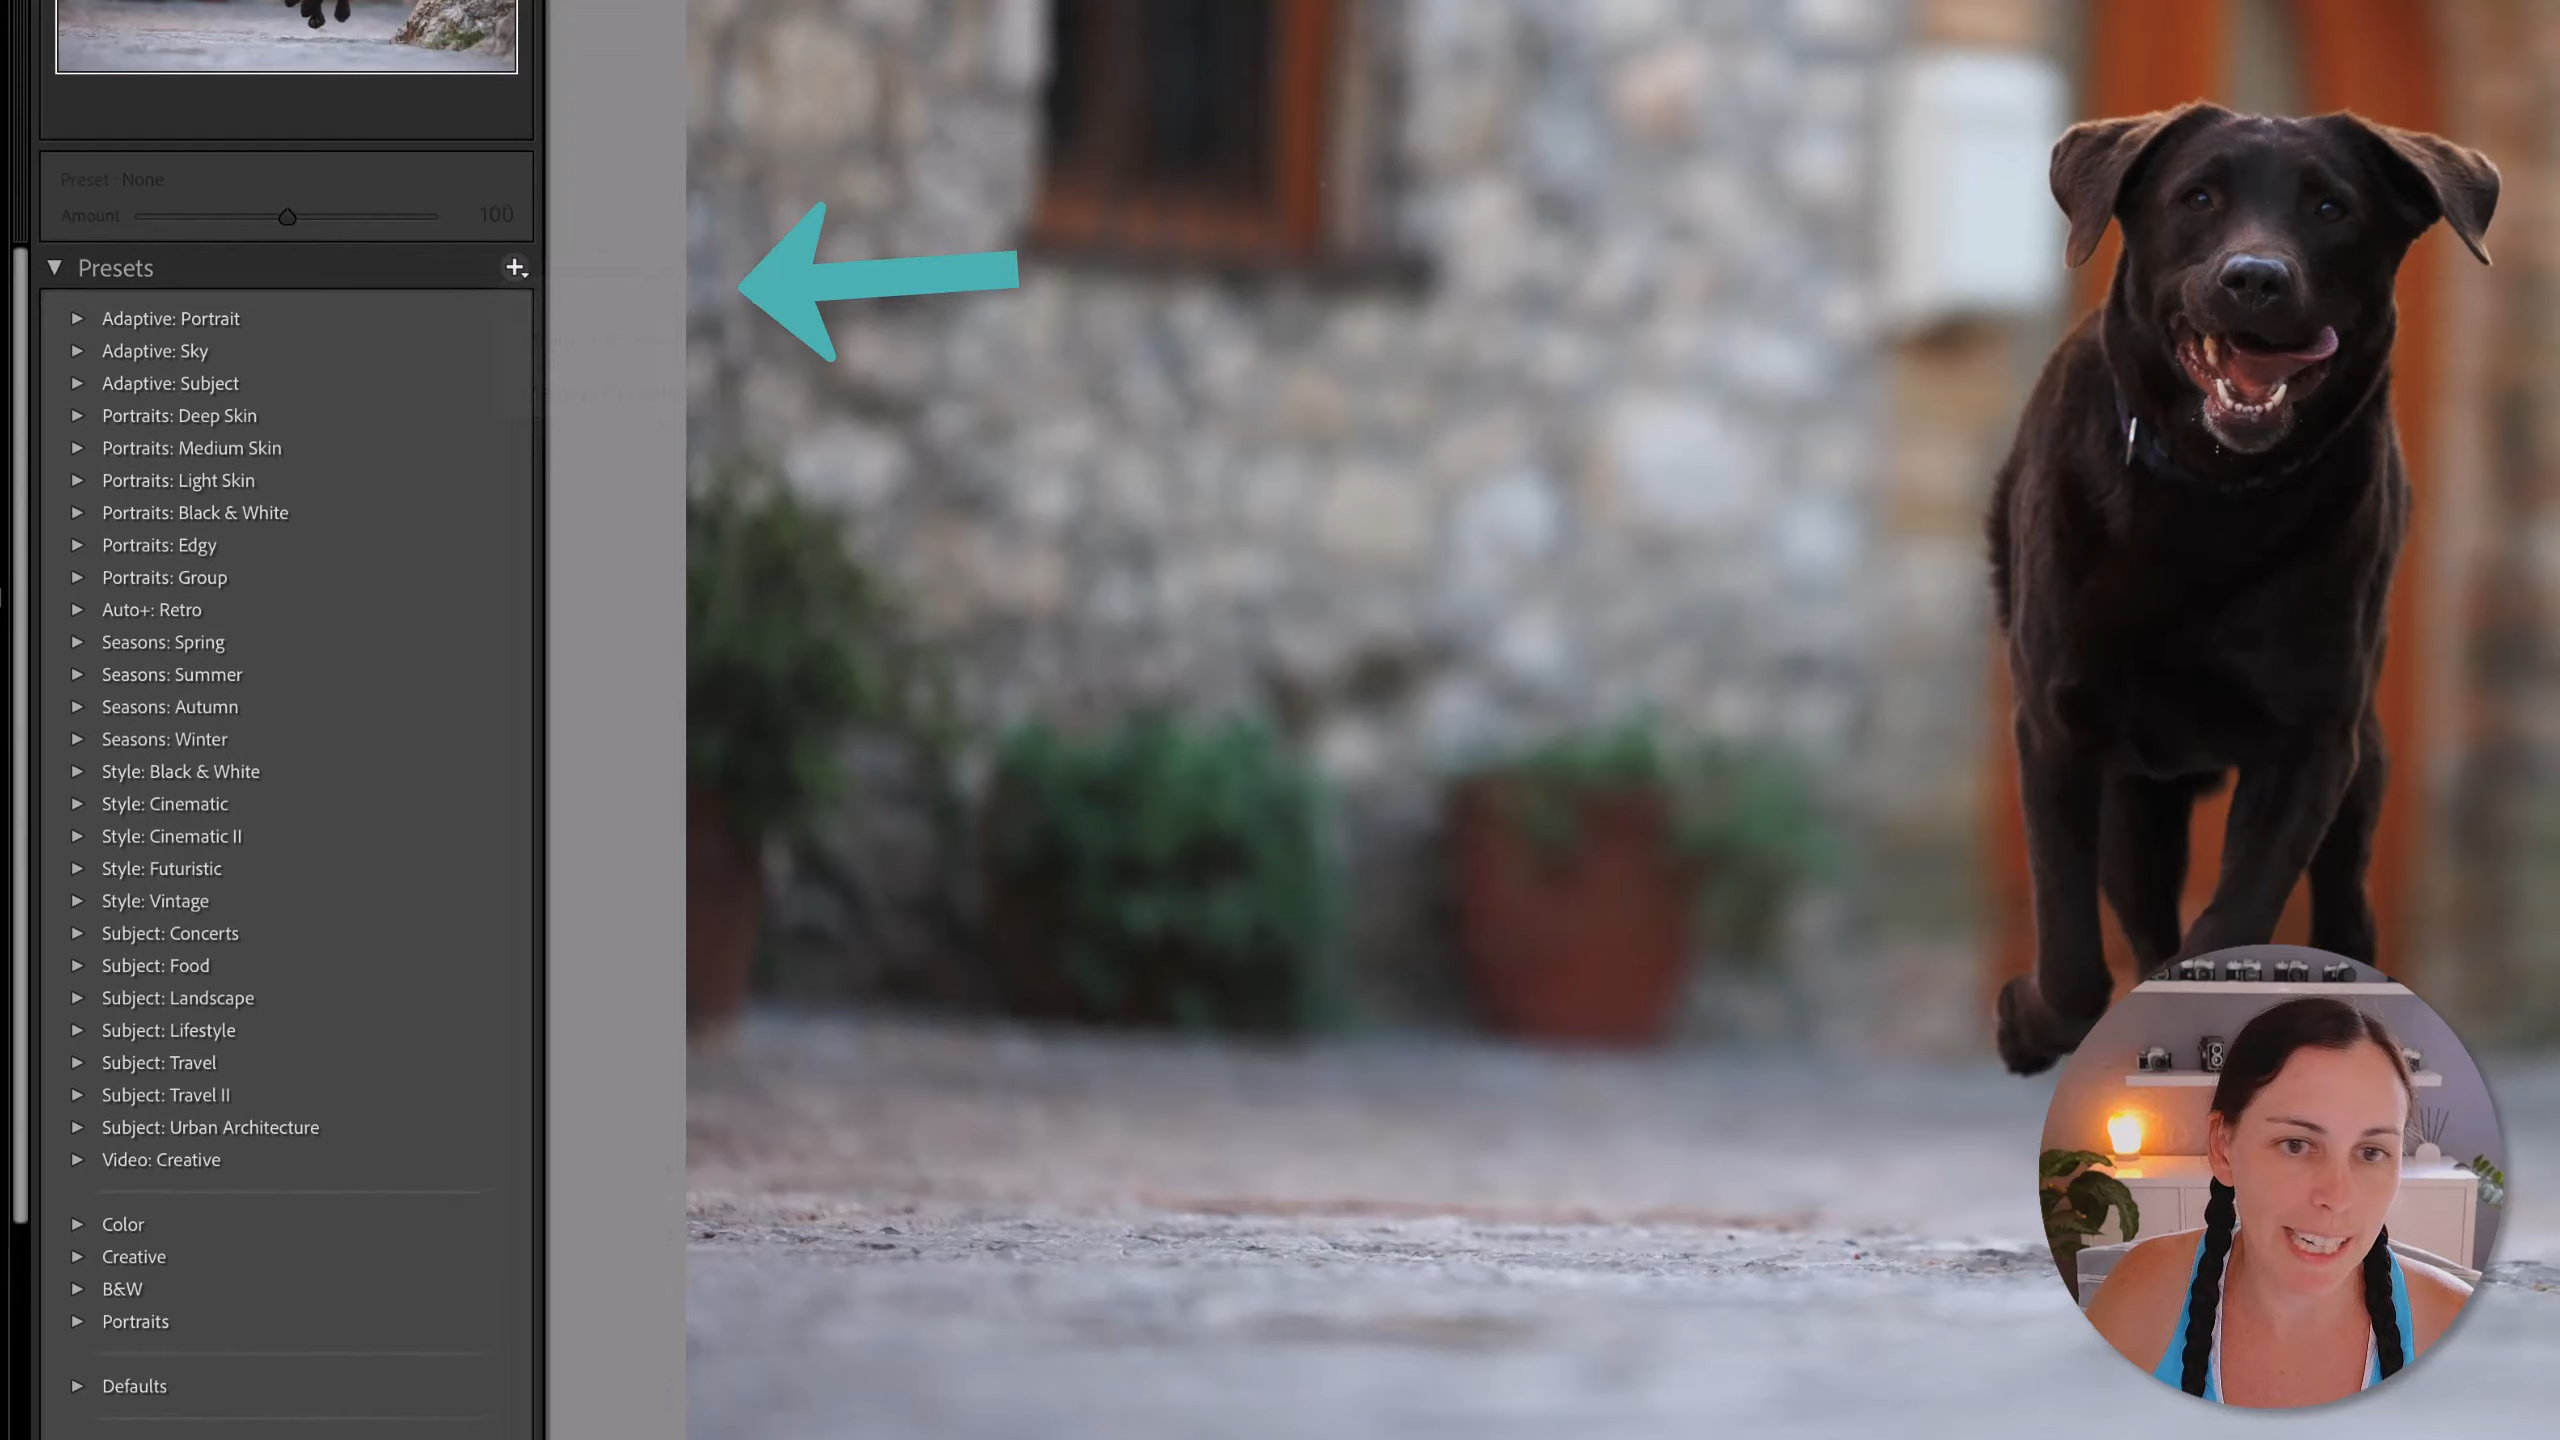 Preset : None
Amount 100
Presets
Adaptive: Portrait
Adaptive: Sky
Adaptive: Subject
Portraits: Deep Skin
Portraits: Medium Skin
Portraits: Light Skin
Portraits: Black & White
Portraits: Edgy
Portraits: Group
Auto+: Retro
Seasons: Spring
Seasons: Summer
Seasons: Autumn
Seasons: Winter
Style: Black & White
Style: Cinematic
Style: Cinematic II
Style: Futuristic
Style: Vintage
Subject: Concerts
Subject: Food
Subject: Landscape
Subject: Lifestyle
Subject: Travel
Subject: Travel II
Subject: Urban Architecture
Video: Creative
Color
Creative
B&W
Portraits
Defaults